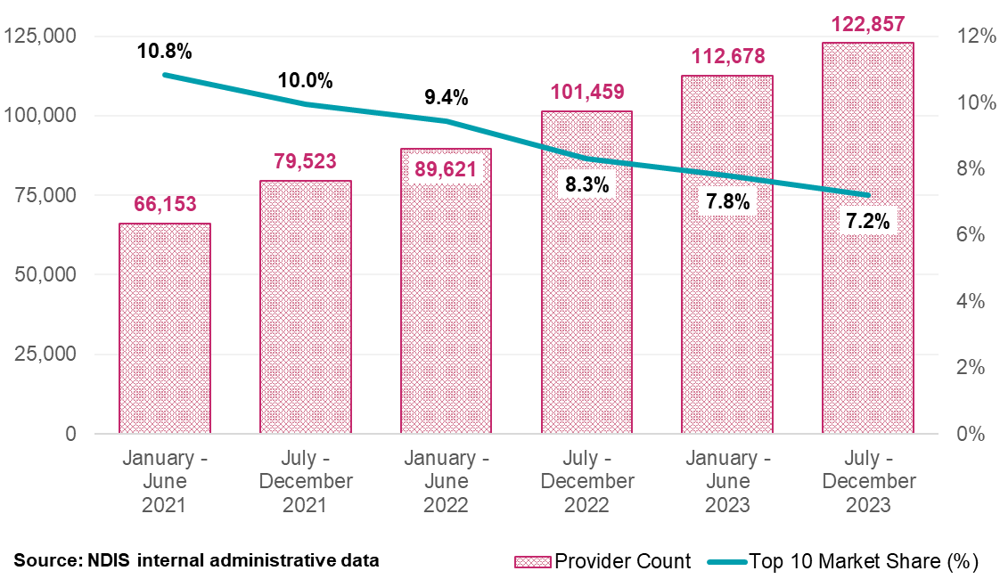 122,857
125,000
12%
10.8%
112,678
10.0%
101,459
9.4%
100,000
10%
79,523
89,621
8%
8.3%
75,000
66,153
7.8%
7.2%
6%
50,000
4%
25,000
2%
0
0%
January -
June
2021
July -
December
2021
January -
June
2022
July -
December
2022
January -
June
2023
July -
December
2023
Source: NDIS internal administrative data
Provider Count
Top 10 Market Share (%)